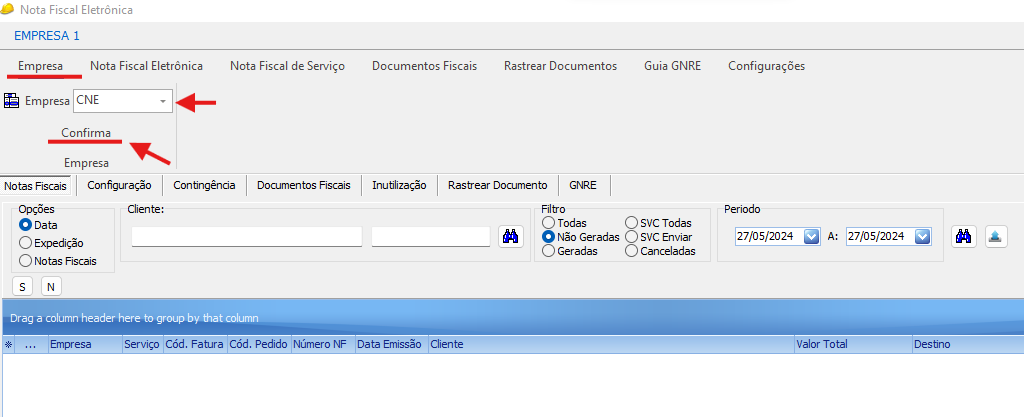 Nota Fiscal Eletrônica
EMPRESA 1
Empresa Nota Fiscal Eletrônica Nota Fiscal de Serviço Documentos Fiscais Rastrear Documentos Guia GNRE Configurações
Empresa CNE
Confirma
Empresa
Notas Fiscais Configuração Contingência Documentos Fiscais Inutilização Rastrear Documento GNRE
Opções Cliente: Filtro Periodo
Data Todas SVC Todas
Expedição Não Geradas SVC Enviar 27/05/2024 A: 27/05/2024
Notas Fiscais Geradas Canceladas
S N
Drag a column header here to group by that column
... Empresa Serviço Cód. Fatura Cód. Pedido Número NF Data Emissão Cliente Valor Total Destino